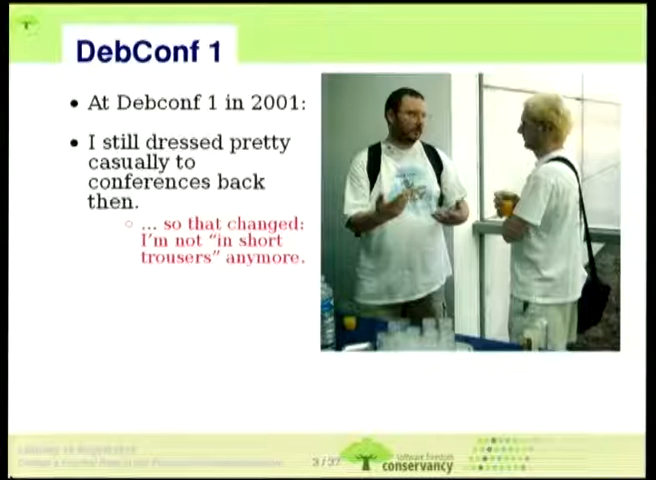 DebConf 1
• At Debconf 1 in 2001:
• I still dressed pretty
casually to
conferences back
then.
○ ... so that changed:
I'm not "in short
trousers" anymore.
3 / 37
Software Freedom
conservancy